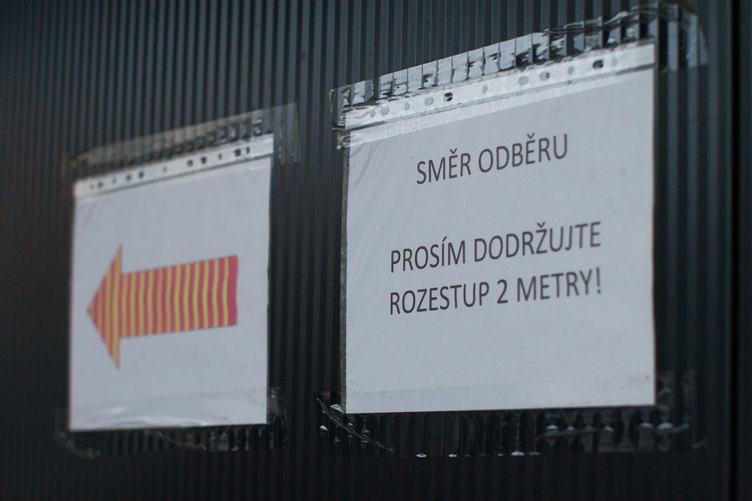 SMĚR ODBĚRU
PROSÍM DODRŽUJTE
ROZESTUP 2 METRY!